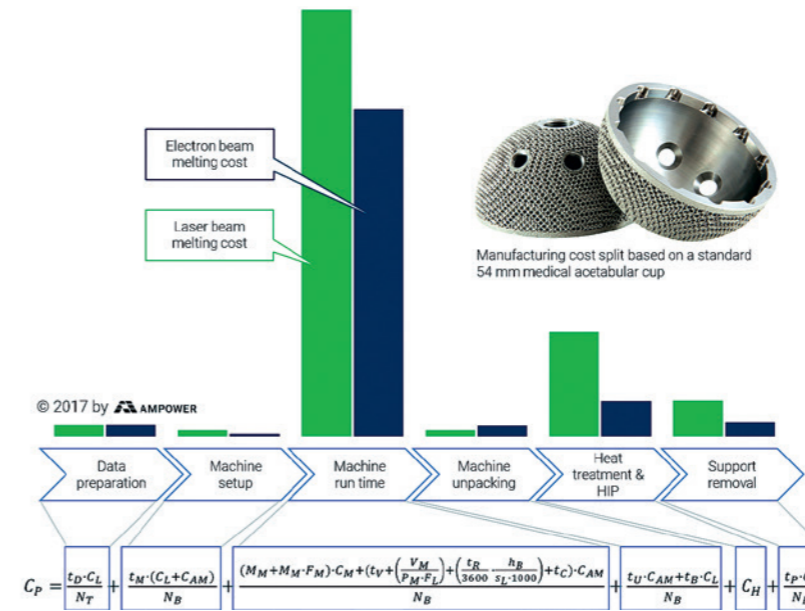 Electron beam
melting cost
Laser beam
melting cost
Manufacturing cost split based on a standard
54 mm medical acetabular cup
© 2017 by AMPOWER
Data
preparation
Machine
setup
Machine
run time
Machine
unpacking
Heat
treatment &
HIP
Support
removal
C_P = t_D·C_L / N_T + t_M·(C_L+C_AM) / N_B + (M_M+M_M·F_M)·C_M+(t_V+(V_M / P_M·F_L)+(t_R / 3600 · h_B / s_L·1000)+t_C)·C_AM / N_B + t_U·C_AM+t_B·C_L / N_B + C_H + t_P·